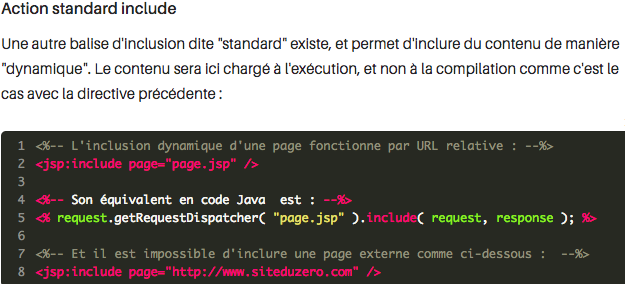 Action standard include
Une autre balise d'inclusion dite "standard" existe, et permet d'inclure du contenu de manière
"dynamique". Le contenu sera ici chargé à l'exécution, et non à la compilation comme c'est le
cas avec la directive précédente :
1 <%-- L'inclusion dynamique d'une page fonctionne par URL relative : --%>
2 <jsp:include page="page.jsp" />
3
4 <%-- Son équivalent en code Java  est : --%>
5 <% request.getRequestDispatcher( "page.jsp" ).include( request, response ); %>
6
7 <%-- Et il est impossible d'inclure une page externe comme ci-dessous :  --%>
8 <jsp:include page="http://www.siteduzero.com" />